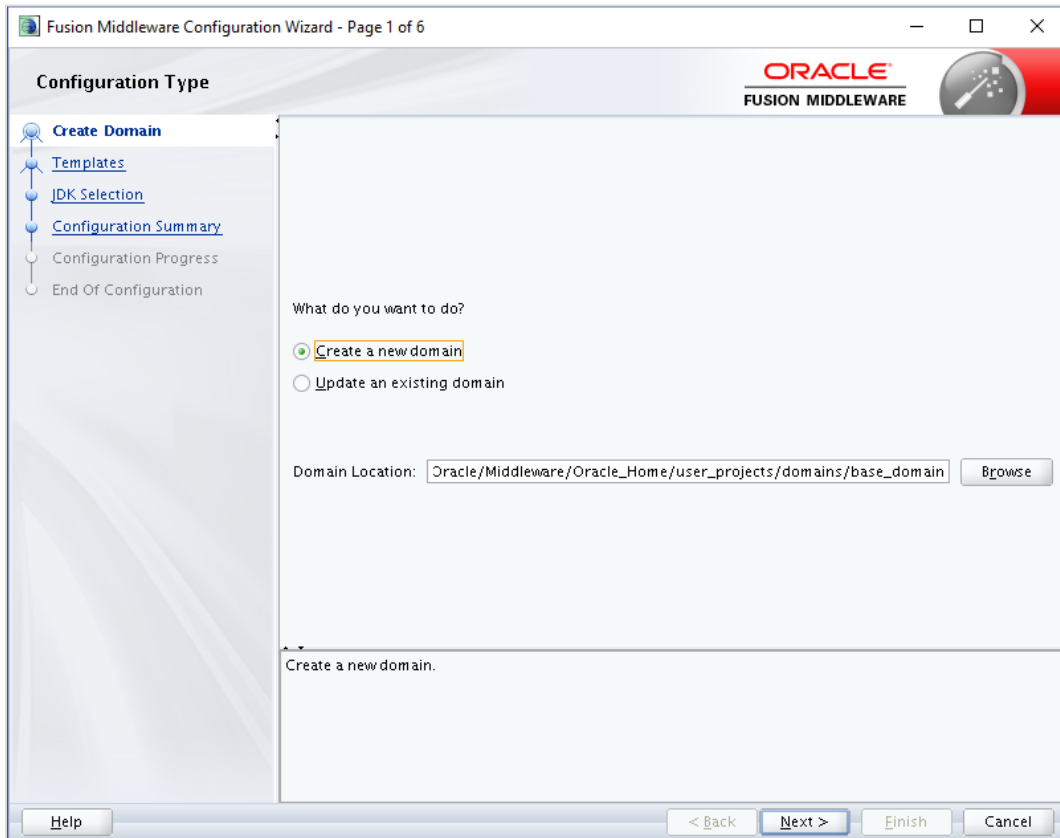 Fusion Middleware Configuration Wizard - Page 1 of 6
Configuration Type
ORACLE
FUSION MIDDLEWARE
Create Domain
Templates
JDK Selection
Configuration Summary
Configuration Progress
End Of Configuration
What do you want to do?
Create a new domain
Update an existing domain
Domain Location: Oracle/Middleware/Oracle_Home/user_projects/domains/base_domain Browse
Create a new domain.
Help < Back Next > Finish Cancel